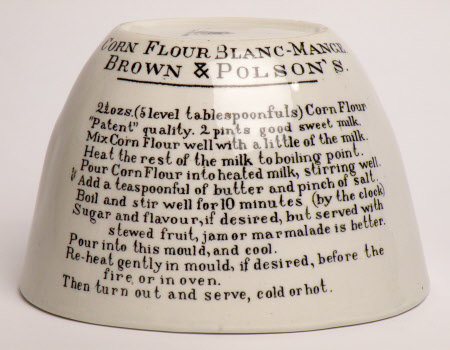 CORN FLOUR BLANC-MANGE
BROWN & POLSON'S.
2½ozs. (5 level tablespoonfuls) Corn Flour
"Patent" quality. 2 pints good sweet milk.
Mix Corn Flour well with a little of the milk.
Heat the rest of the milk to boiling point.
Pour Corn Flour into heated milk, stirring well.
Add a teaspoonful of butter and pinch of salt.
Boil and stir well for 10 minutes (by the clock)
Sugar and flavour, if desired, but served with
stewed fruit, jam or marmalade is better.
Pour into this mould, and cool.
Re-heat gently in mould, if desired, before the
fire, or in oven.
Then turn out and serve, cold or hot.